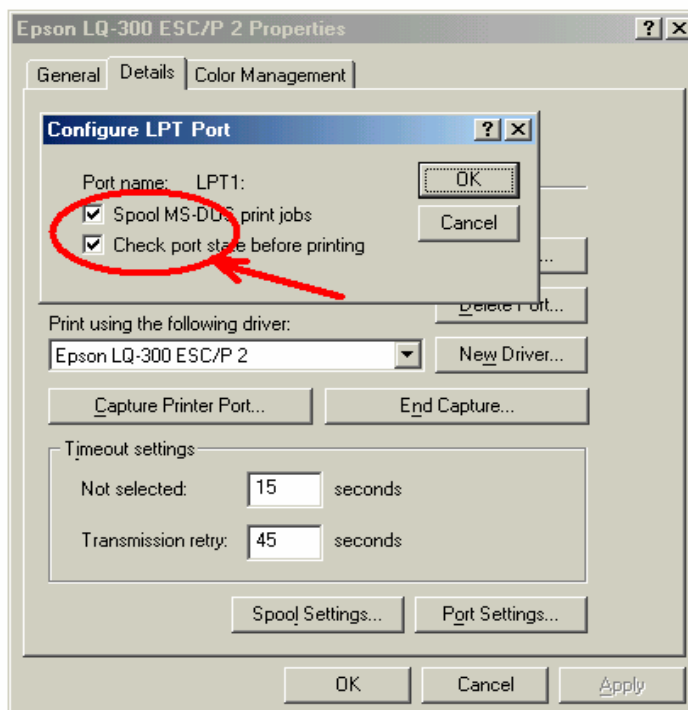 Epson LQ-300 ESC/P 2 Properties
General Details Color Management
Configure LPT Port
Port name: LPT1:
OK
Spool MS-DOS print jobs
Cancel
Check port state before printing
...
Delete Port...
Print using the following driver:
Epson LQ-300 ESC/P 2
New Driver...
Capture Printer Port... End Capture...
Timeout settings
Not selected: 15 seconds
Transmission retry: 45 seconds
Spool Settings... Port Settings...
OK Cancel Apply